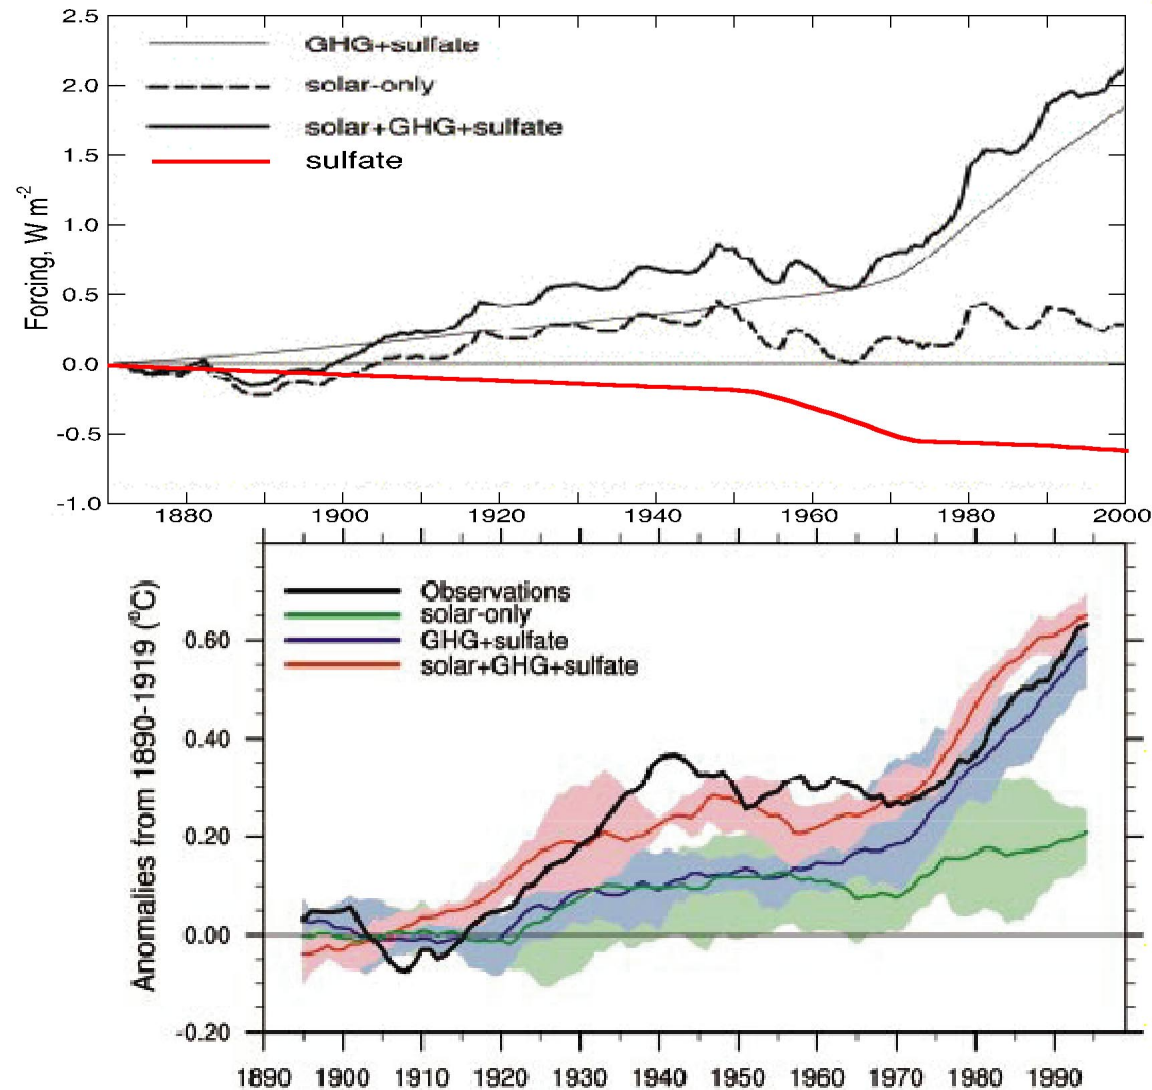 2.5
GHG+sulfate
2.0
solar-only
solar+GHG+sulfate
1.5
sulfate
Forcing, W m-2
1.0
0.5
0.0
-0.5
-1.0
1880 1900 1920 1940 1960 1980 2000
Anomalies from 1890-1919 (°C)
Observations
solar-only
GHG+sulfate
solar+GHG+sulfate
0.60
0.40
0.20
0.00
-0.20
1890 1900 1910 1920 1930 1940 1950 1960 1970 1980 1990